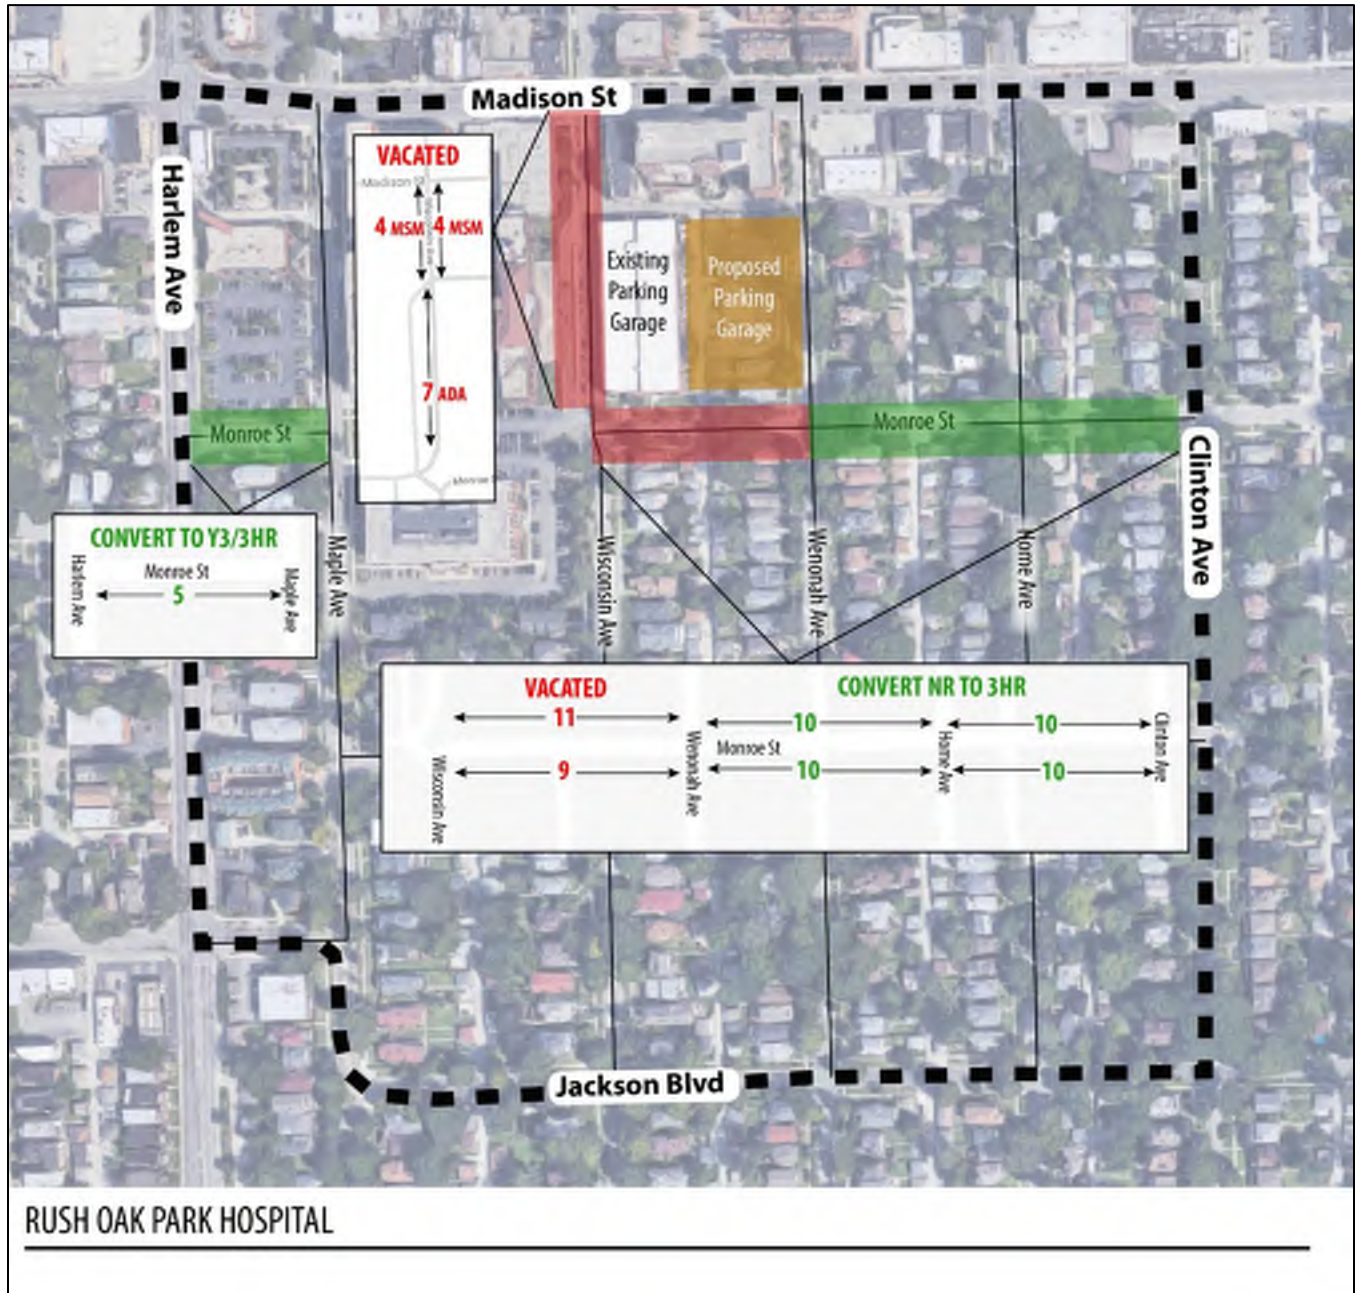 Madison St
Harlem Ave
VACATED
Madison St
4 MSM 4 MSM
7 ADA
Monroe
Existing
Parking
Garage
Proposed
Parking
Garage
Monroe St
Monroe St
Clinton Ave
CONVERT TO Y3/3HR
Harlem Ave
Monroe St
5
Maple Ave
Maple Ave
Wisconsin Ave
Wenonah Ave
Home Ave
VACATED
CONVERT NR TO 3HR
11
10
10
Monroe St
9
10
10
Wisconsin Ave
Wenonah Ave
Home Ave
Clinton Ave
Jackson Blvd
RUSH OAK PARK HOSPITAL